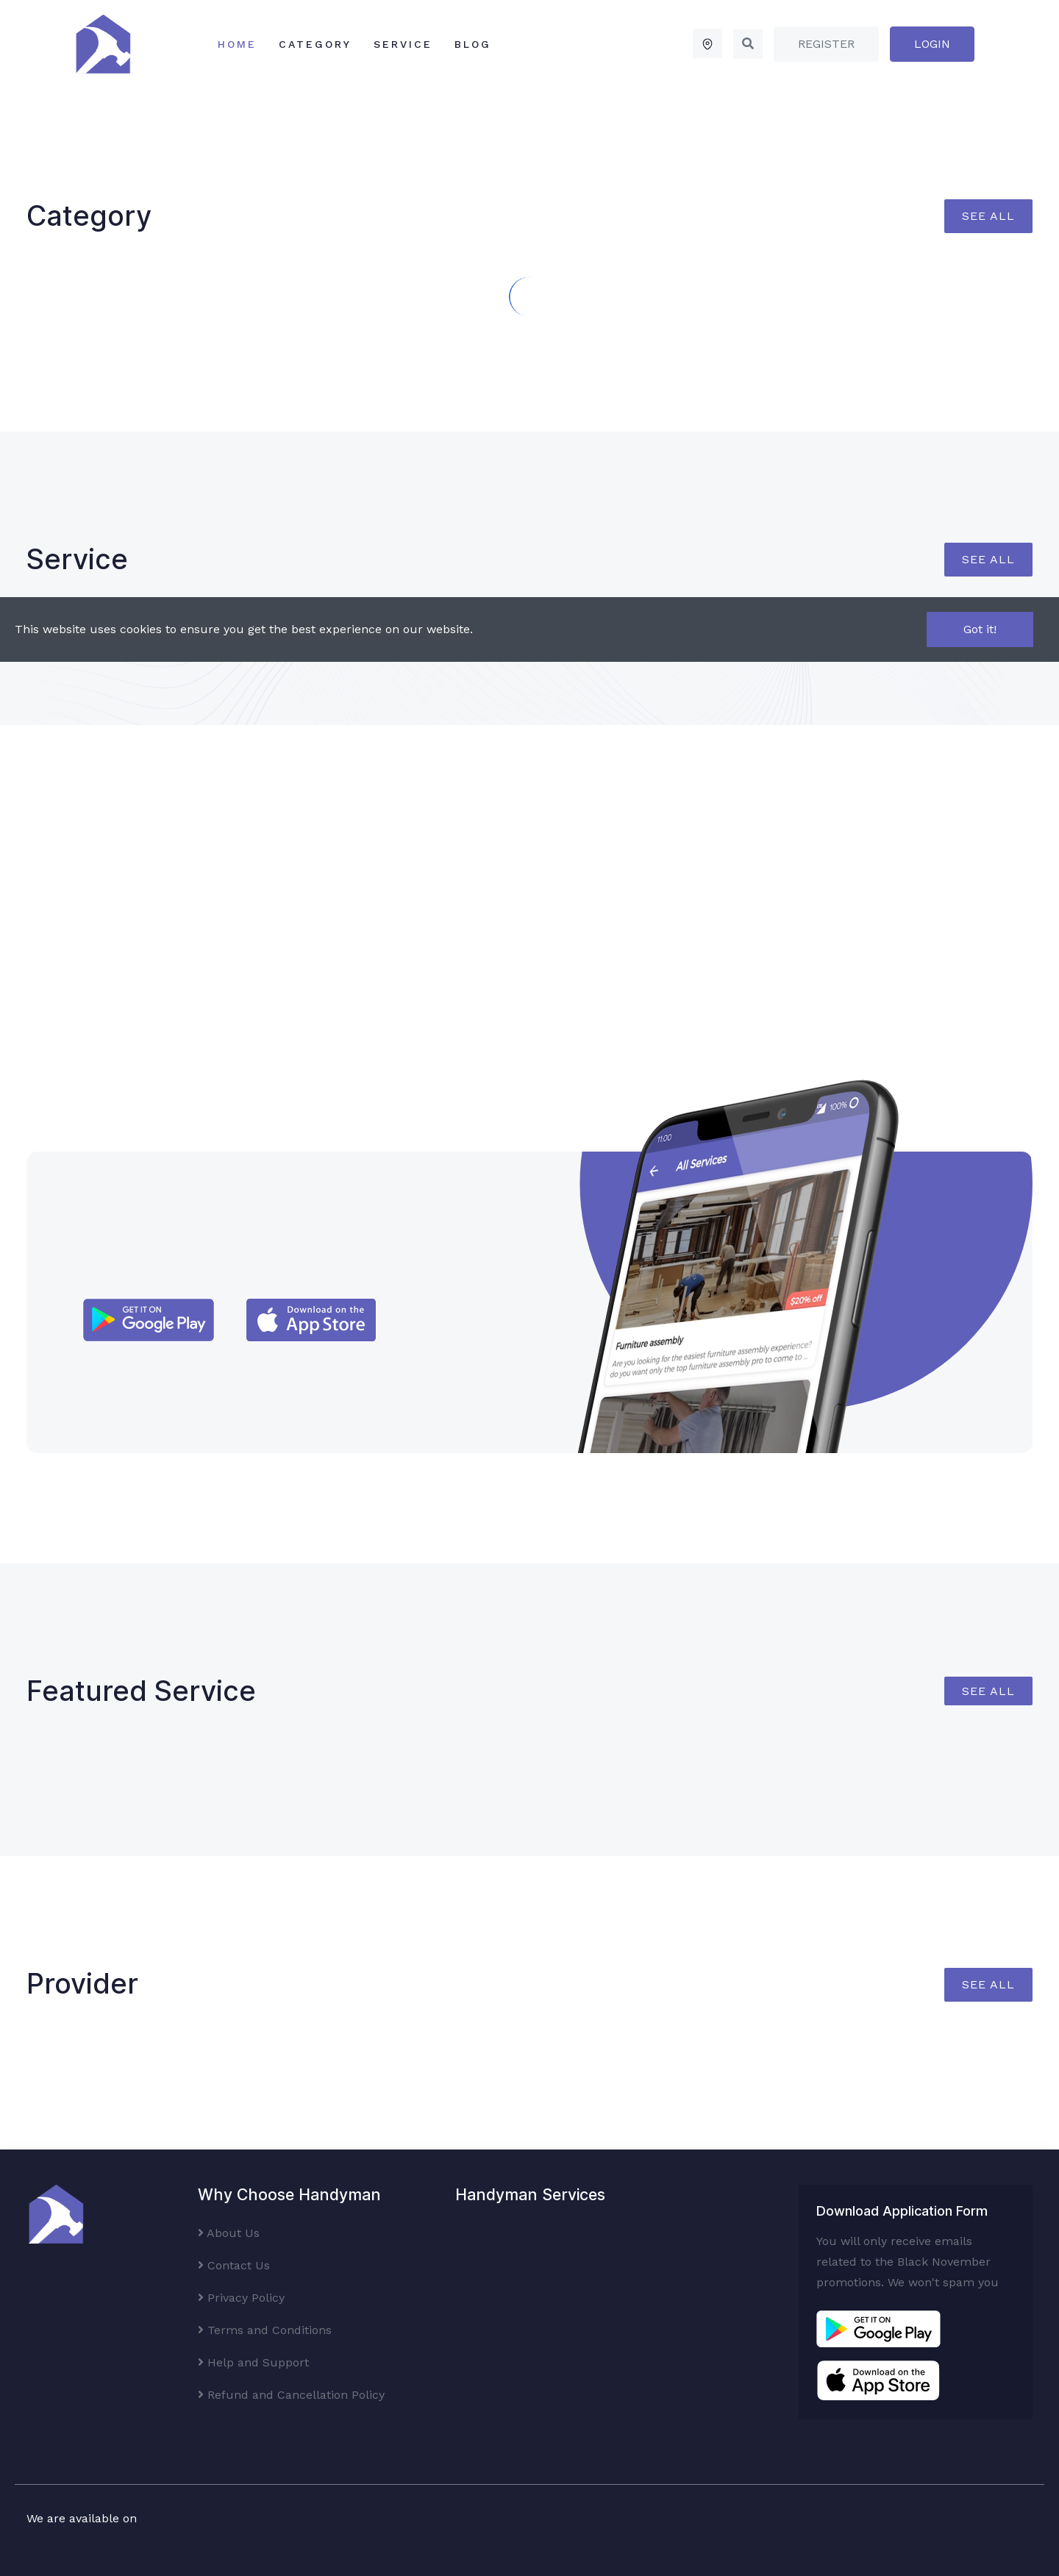 HOME CATEGORY SERVICE BLOG REGISTER LOGIN
Category SEE ALL
Service SEE ALL
This website uses cookies to ensure you get the best experience on our website. Got it!
11.00 100%
All Services
$20% off
Furniture assembly
Are you looking for the easiest furniture assembly experience?
do you want only the top furniture assembly pro to come to ..
GET IT ON
Google Play
Download on the
App Store
Featured Service SEE ALL
Provider SEE ALL
Why Choose Handyman
About Us
Contact Us
Privacy Policy
Terms and Conditions
Help and Support
Refund and Cancellation Policy
Handyman Services
Download Application Form
You will only receive emails
related to the Black November
promotions. We won't spam you
GET IT ON
Google Play
Download on the
App Store
We are available on